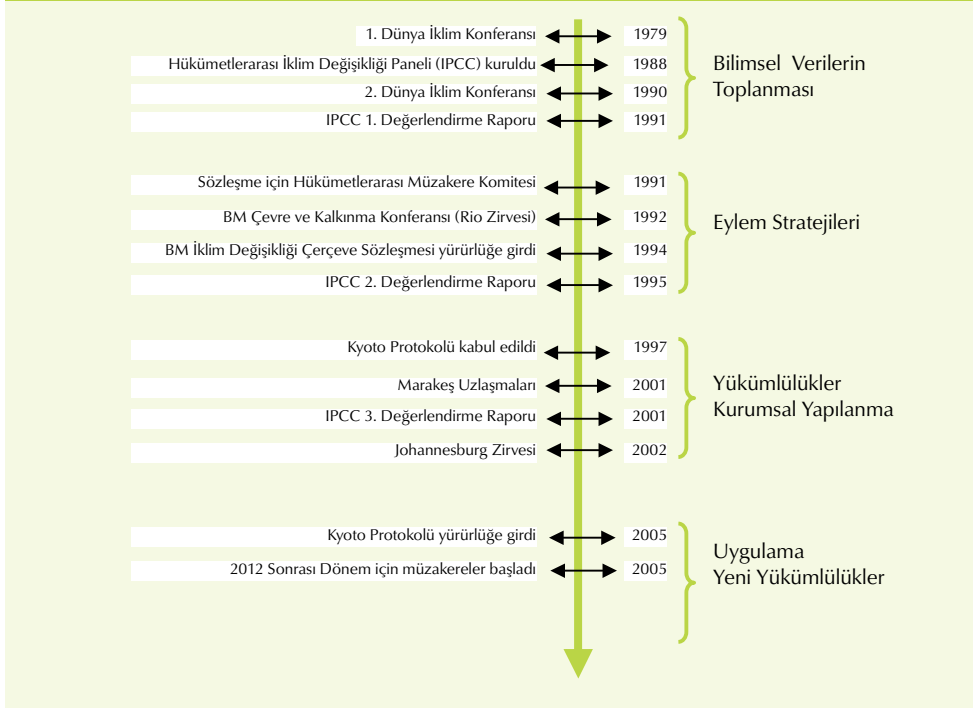 1. Dünya İklim Konferansı 1979
Hükümetlerarası İklim Değişikliği Paneli (IPCC) kuruldu 1988
2. Dünya İklim Konferansı 1990
IPCC 1. Değerlendirme Raporu 1991
Bilimsel Verilerin
Toplanması
Sözleşme için Hükümetlerarası Müzakere Komitesi 1991
BM Çevre ve Kalkınma Konferansı (Rio Zirvesi) 1992
BM İklim Değişikliği Çerçeve Sözleşmesi yürürlüğe girdi 1994
IPCC 2. Değerlendirme Raporu 1995
Eylem Stratejileri
Kyoto Protokolü kabul edildi 1997
Marakeş Uzlaşmaları 2001
IPCC 3. Değerlendirme Raporu 2001
Johannesburg Zirvesi 2002
Yükümlülükler
Kurumsal Yapılanma
Kyoto Protokolü yürürlüğe girdi 2005
2012 Sonrası Dönem için müzakereler başladı 2005
Uygulama
Yeni Yükümlülükler